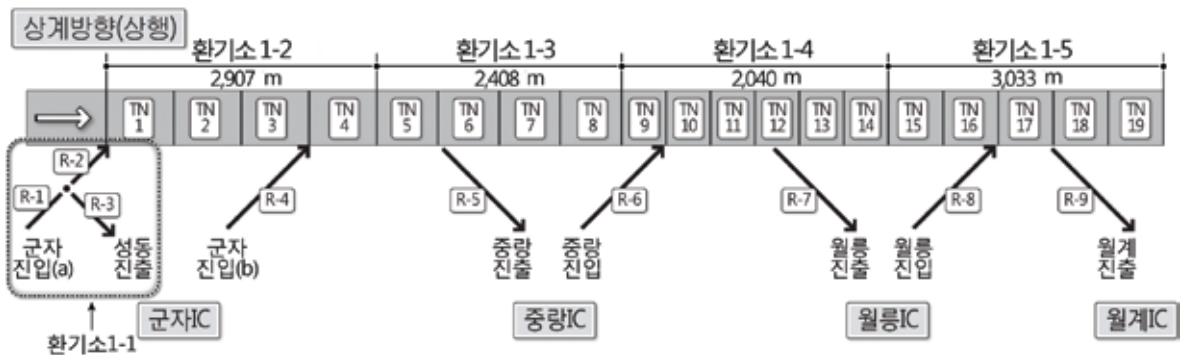 상계방향(상행)
환기소 1-2 환기소 1-3 환기소 1-4 환기소 1-5
2,907 m 2,408 m 2,040 m 3,033 m
TN 1 TN 2 TN 3 TN 4 TN 5 TN 6 TN 7 TN 8 TN 9 TN 10 TN 11 TN 12 TN 13 TN 14 TN 15 TN 16 TN 17 TN 18 TN 19
R-1 R-2 R-3 R-4 R-5 R-6 R-7 R-8 R-9
군자 성동 군자 중랑 중랑 월릉 월릉 월계
진입(a) 진출 진입(b) 진출 진입 진출 진입 진출
군자IC 중랑IC 월릉IC 월계IC
환기소1-1